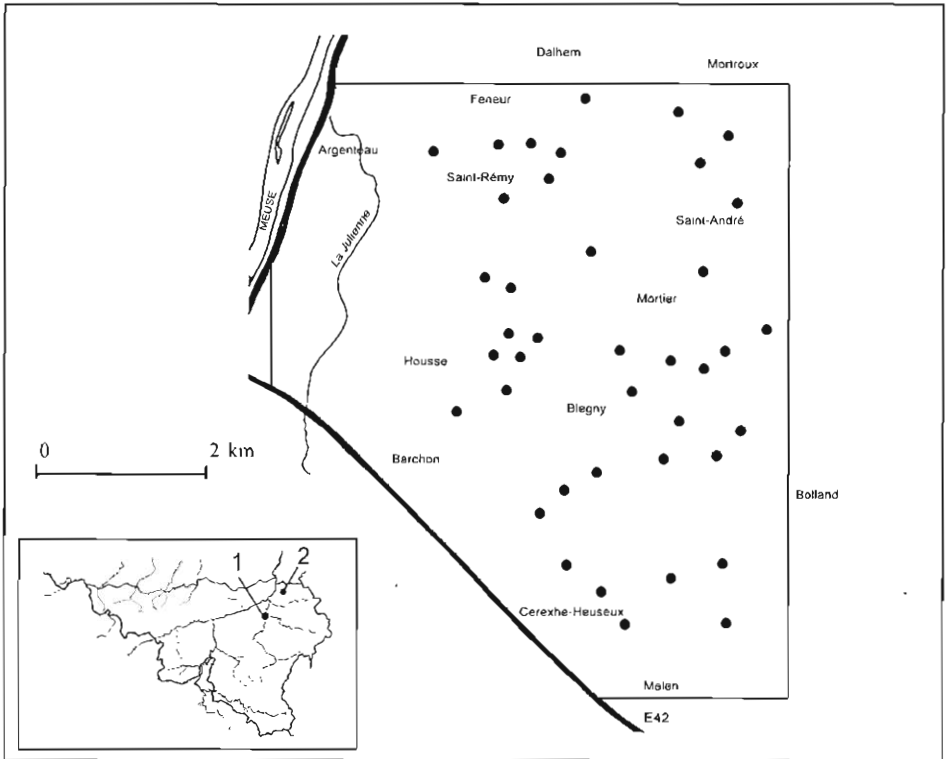 Dalhem
Mortroux
Feneur
Argenteau
Saint-Rémy
MEUSE
La Julienne
Saint-André
Mortier
Housse
Blegny
0 2 km
Barchon
Bolland
1 2
Cerexhe-Heuseux
Melen
E42